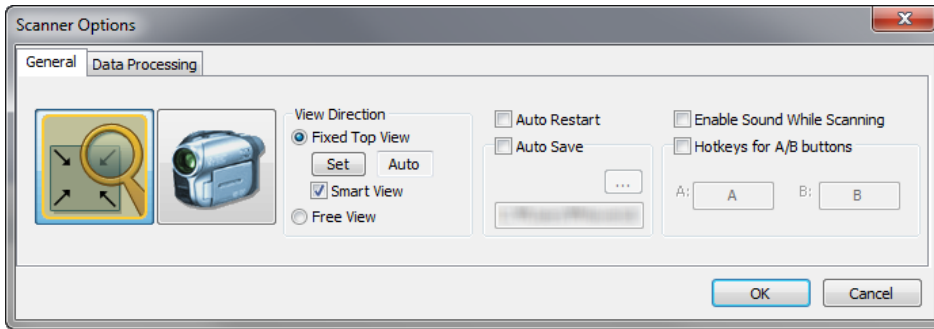 Scanner Options
General
Data Processing
View Direction
Fixed Top View
Set
Auto
Smart View
Free View
Auto Restart
Auto Save
...
Enable Sound While Scanning
Hotkeys for A/B buttons
A:
A
B:
B
OK
Cancel